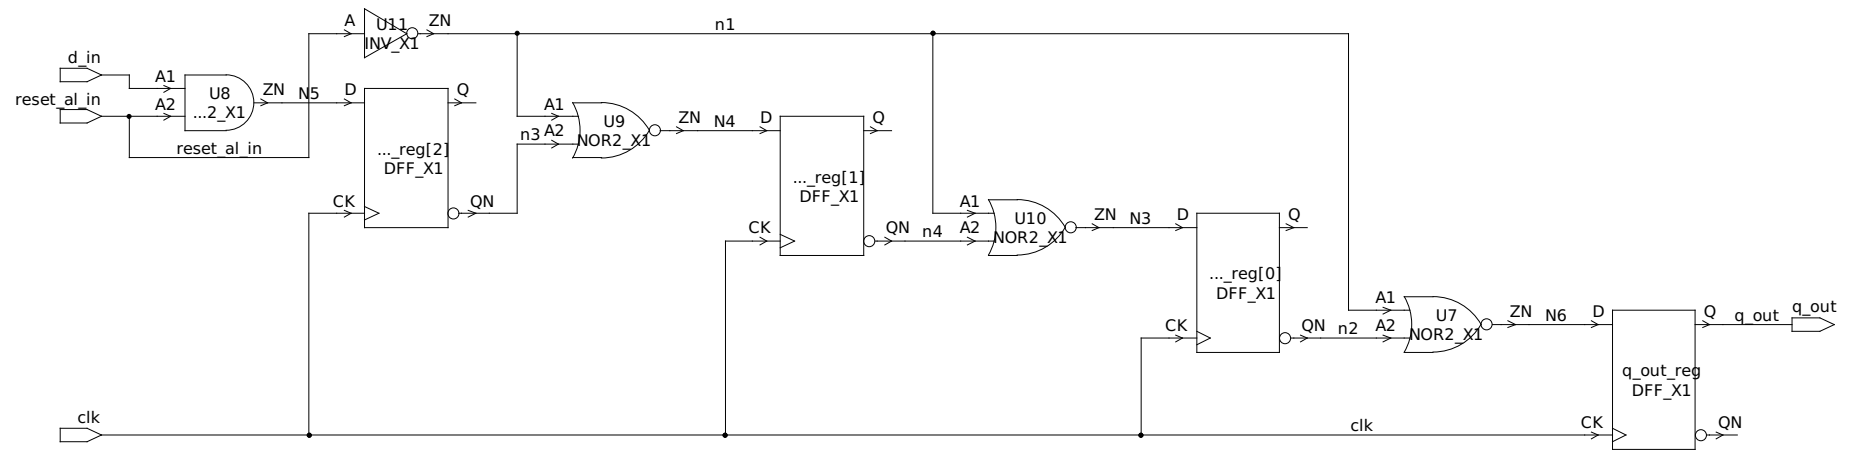 A
U11
INV_X1
ZN
n1
d_in
A1
U8
...2_X1
ZN
N5
D
Q
reset_al_in
A2
reset_al_in
..._reg[2]
DFF_X1
CK
QN
n3
A1
A2
U9
NOR2_X1
ZN
N4
D
Q
..._reg[1]
DFF_X1
CK
QN
n4
A1
A2
U10
NOR2_X1
ZN
N3
D
Q
..._reg[0]
DFF_X1
CK
QN
n2
A1
A2
U7
NOR2_X1
ZN
N6
D
Q
q_out
q_out
q_out_reg
DFF_X1
clk
clk
CK
QN